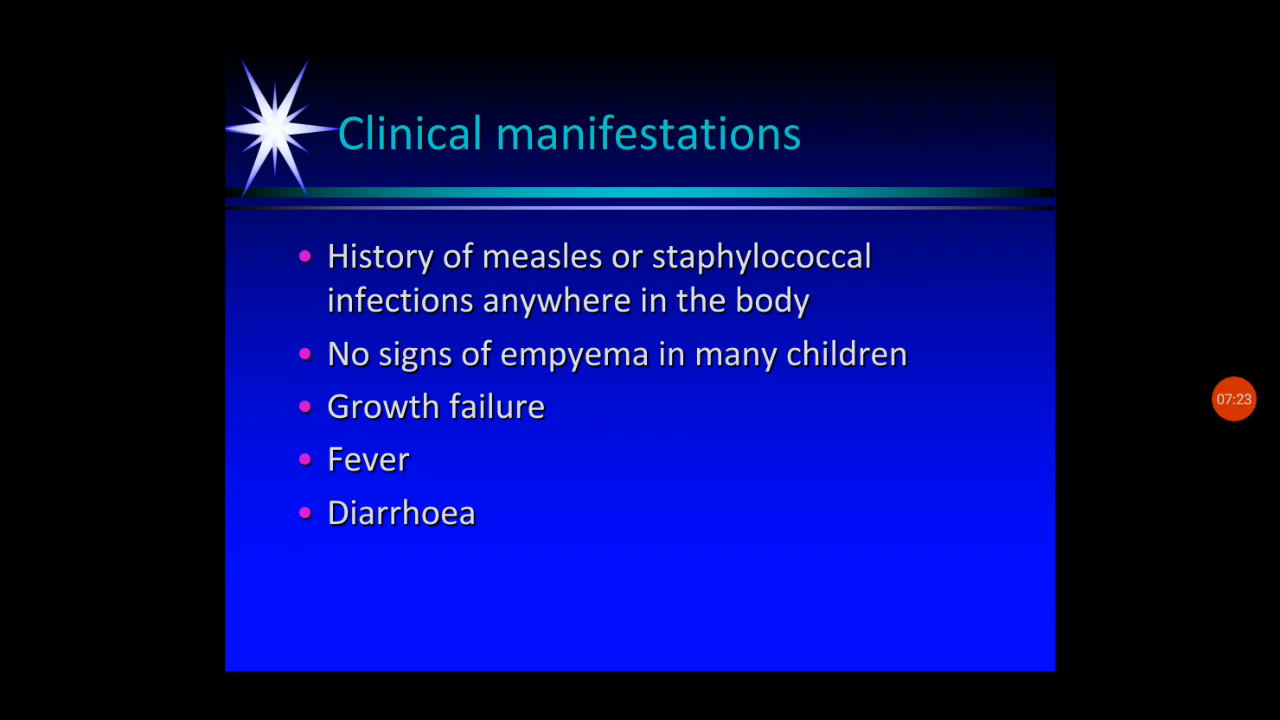 Clinical manifestations
• History of measles or staphylococcal
infections anywhere in the body
• No signs of empyema in many children
• Growth failure
• Fever
• Diarrhoea
07:23